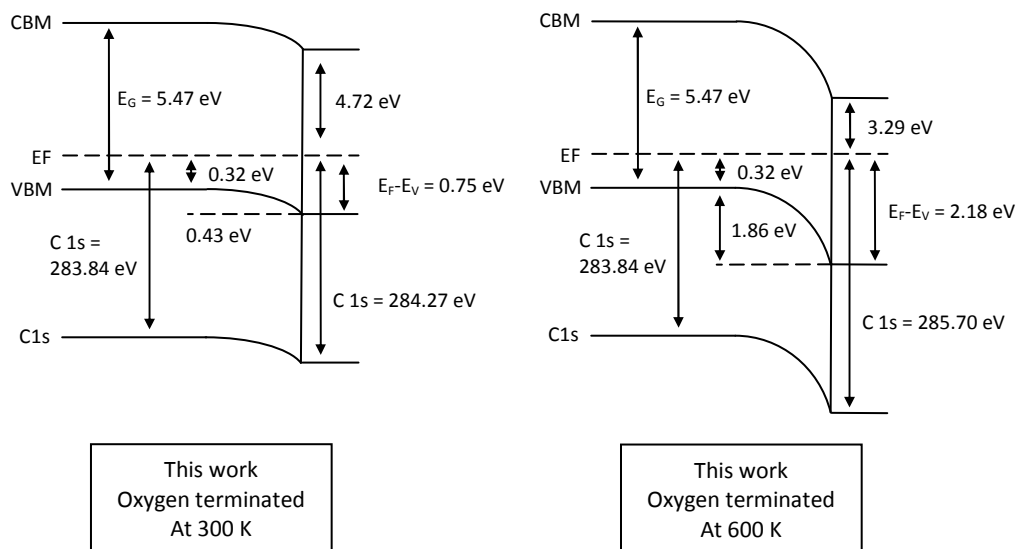 CBM
E_G = 5.47 eV
4.72 eV
EF
0.32 eV
VBM
E_F-E_V = 0.75 eV
0.43 eV
C 1s =
283.84 eV
C 1s = 284.27 eV
C1s
This work
Oxygen terminated
At 300 K
CBM
E_G = 5.47 eV
3.29 eV
EF
0.32 eV
VBM
E_F-E_V = 2.18 eV
1.86 eV
C 1s =
283.84 eV
C 1s = 285.70 eV
C1s
This work
Oxygen terminated
At 600 K